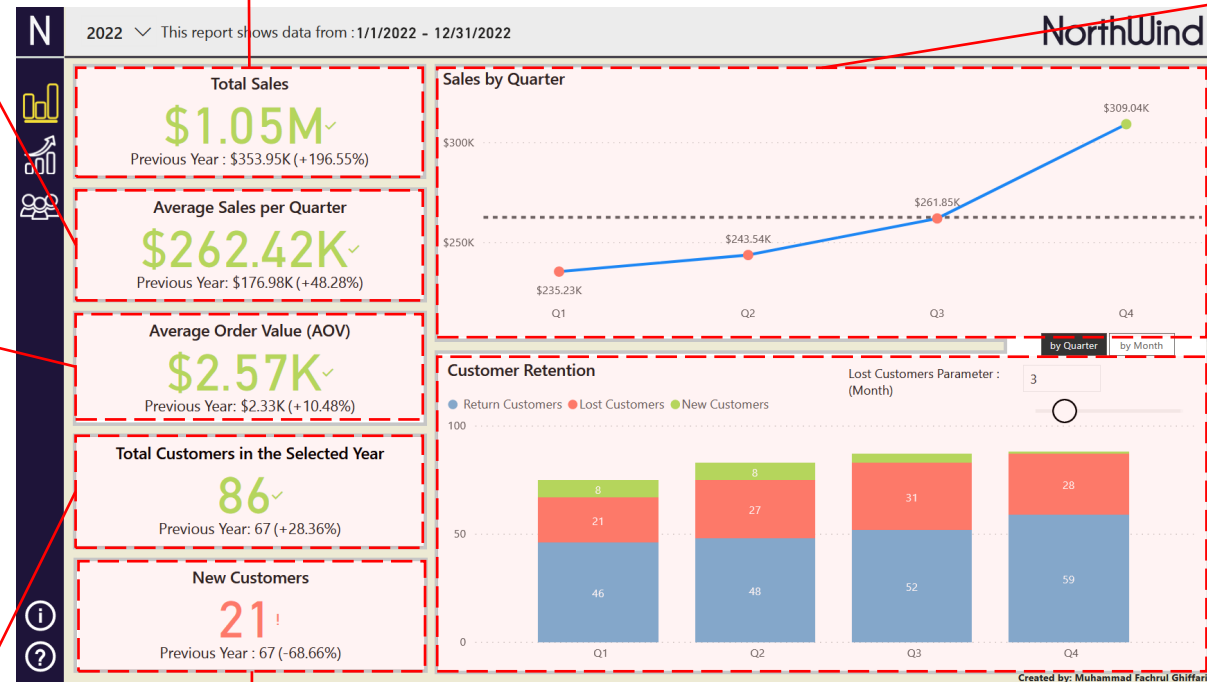 N
2022 This report shows data from : 1/1/2022 - 12/31/2022
NorthWind
Total Sales
$1.05M
Previous Year : $353.95K (+196.55%)
Average Sales per Quarter
$262.42K
Previous Year: $176.98K (+48.28%)
Average Order Value (AOV)
$2.57K
Previous Year: $2.33K (+10.48%)
Total Customers in the Selected Year
86
Previous Year: 67 (+28.36%)
New Customers
21 !
Previous Year : 67 (-68.66%)
Sales by Quarter
$309.04K
$300K
$261.85K
$243.54K
$250K
$235.23K
Q1 Q2 Q3 Q4
by Quarter by Month
Customer Retention
Lost Customers Parameter :
(Month)
3
Return Customers Lost Customers New Customers
100
8 8
21 27 31 28
50
46 48 52 59
0
Q1 Q2 Q3 Q4
i
?
Created by: Muhammad Fachrul Ghiffari